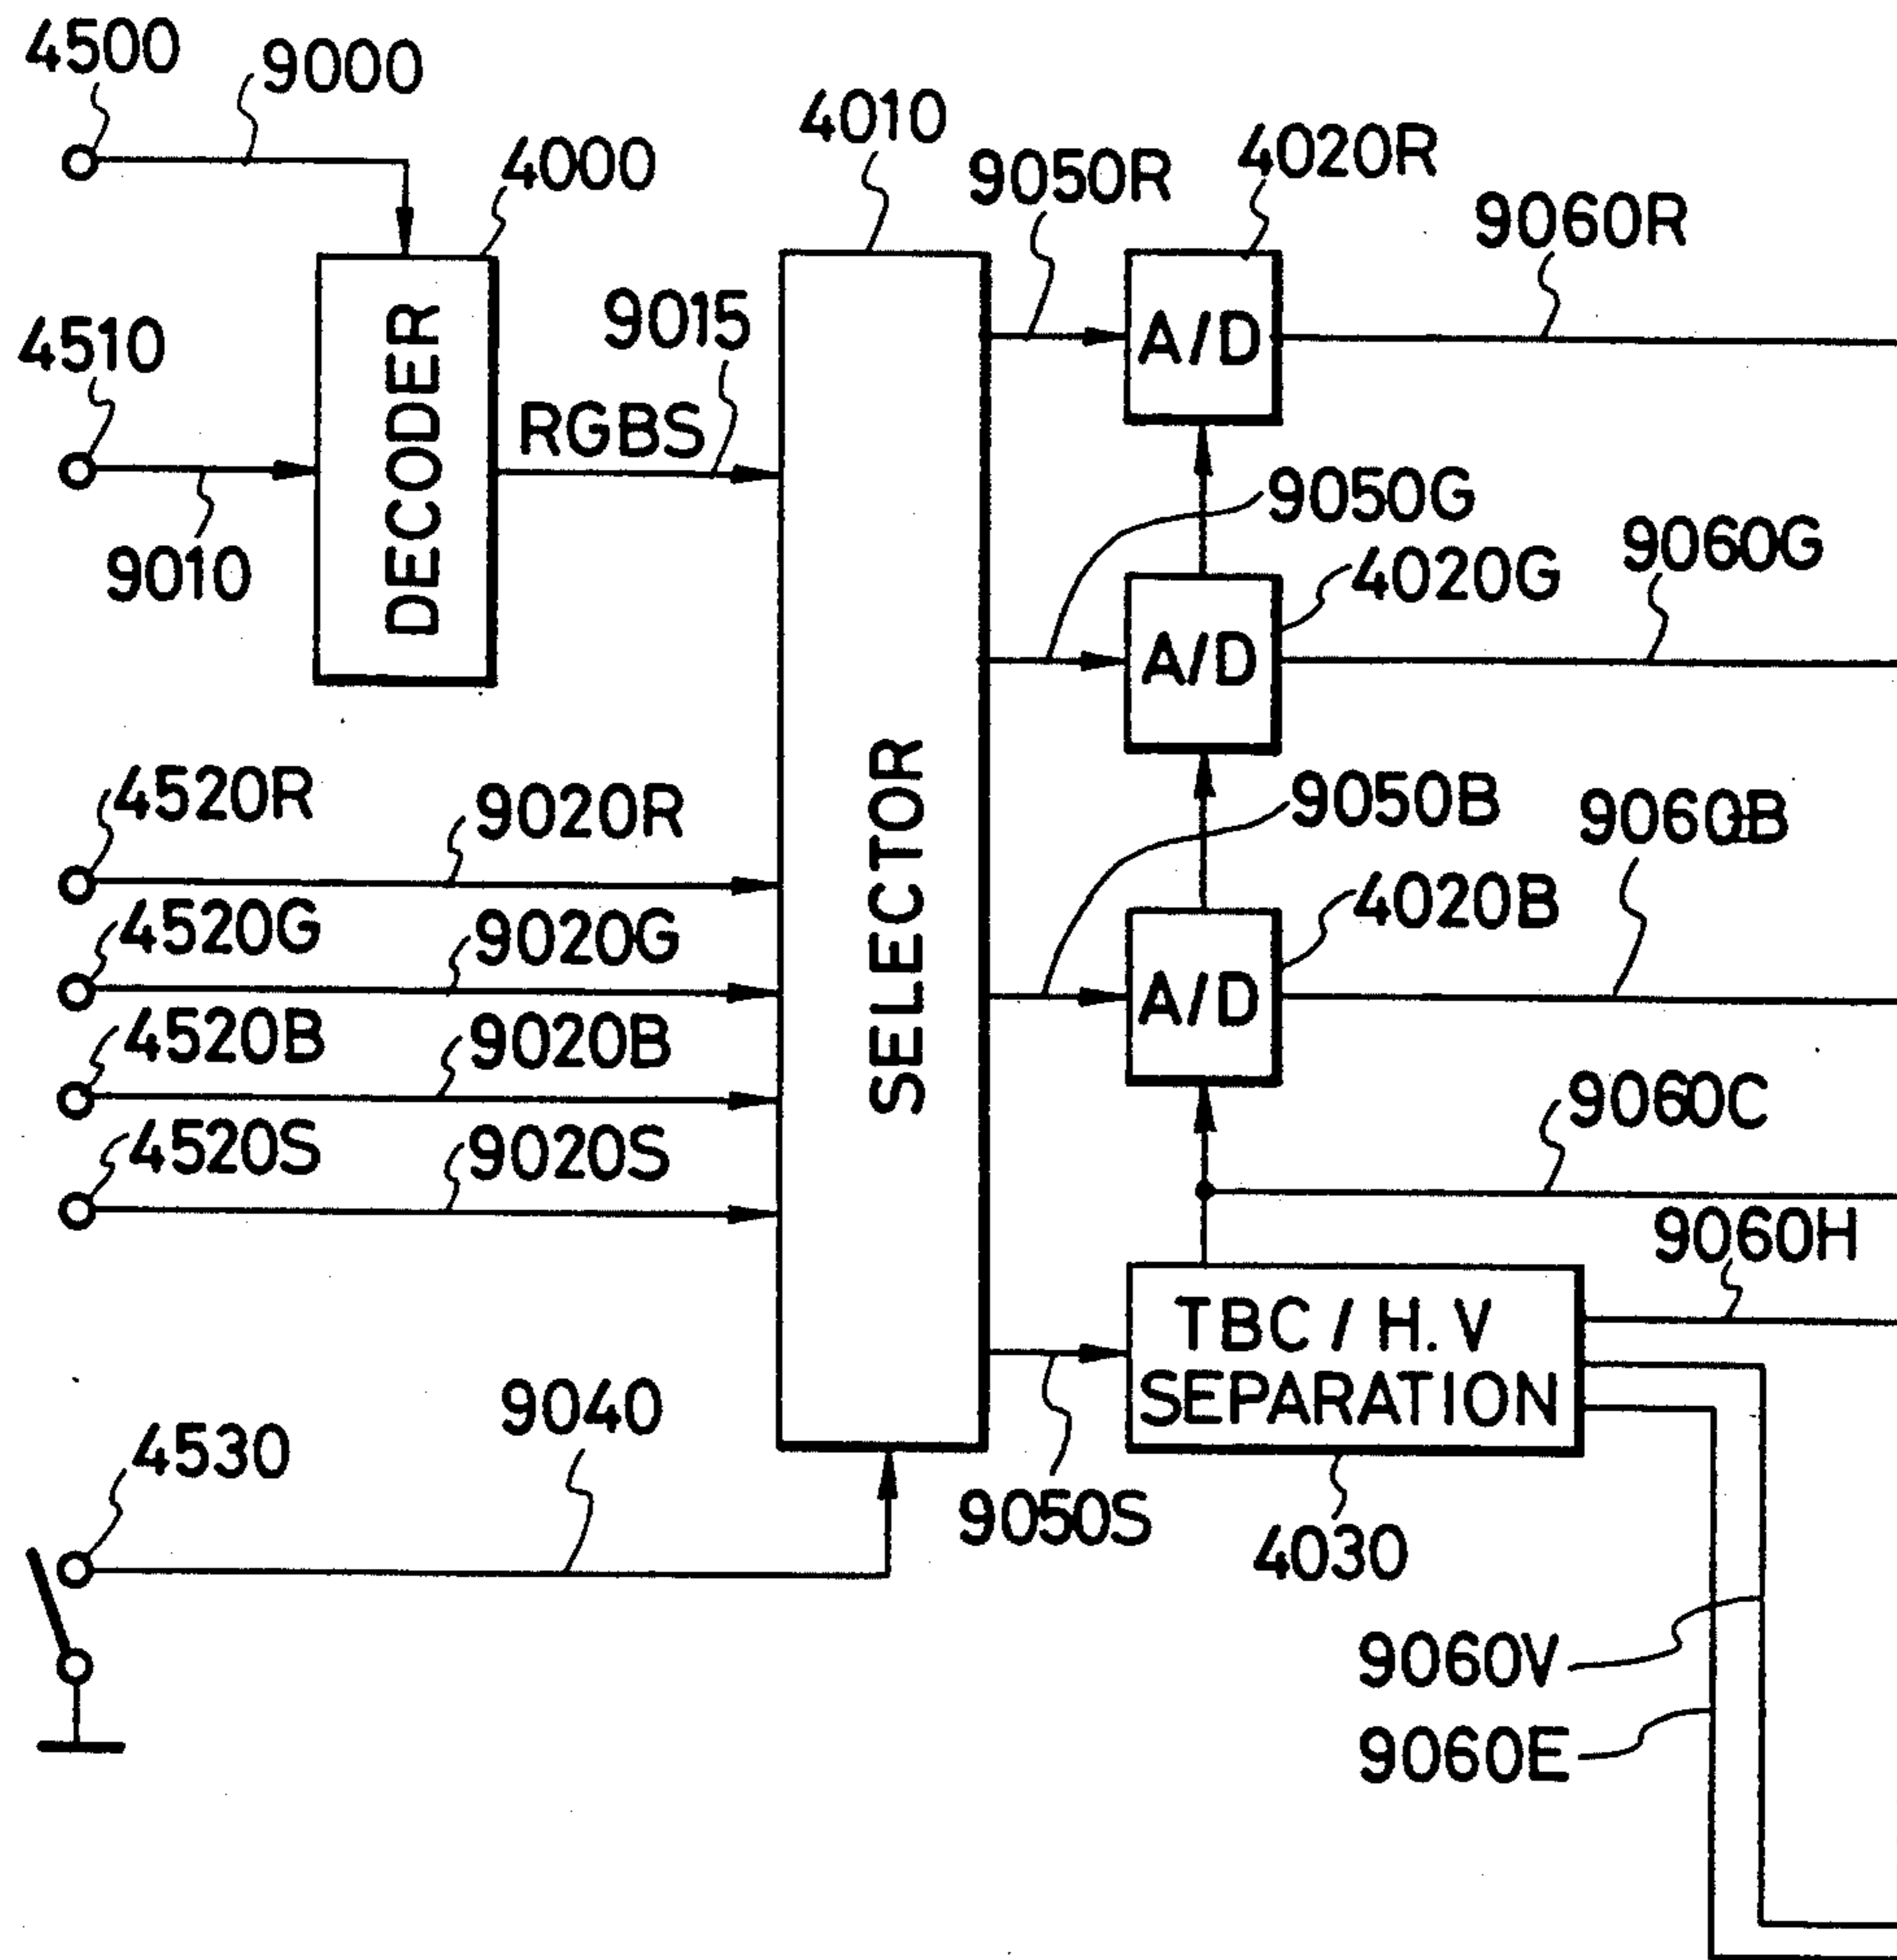 4500
9000
4000
4010
9050R
4020R
9060R
4510
9010
DECODER
RGBS
9015
A/D
9050G
4020G
9060G
A/D
4520R
9020R
4520G
9020G
4520B
9020B
4520S
9020S
SELECTOR
9050B
4020B
9060B
A/D
9060C
9060H
TBC / H. V
SEPARATION
9050S
4030
4530
9040
9060V
9060E